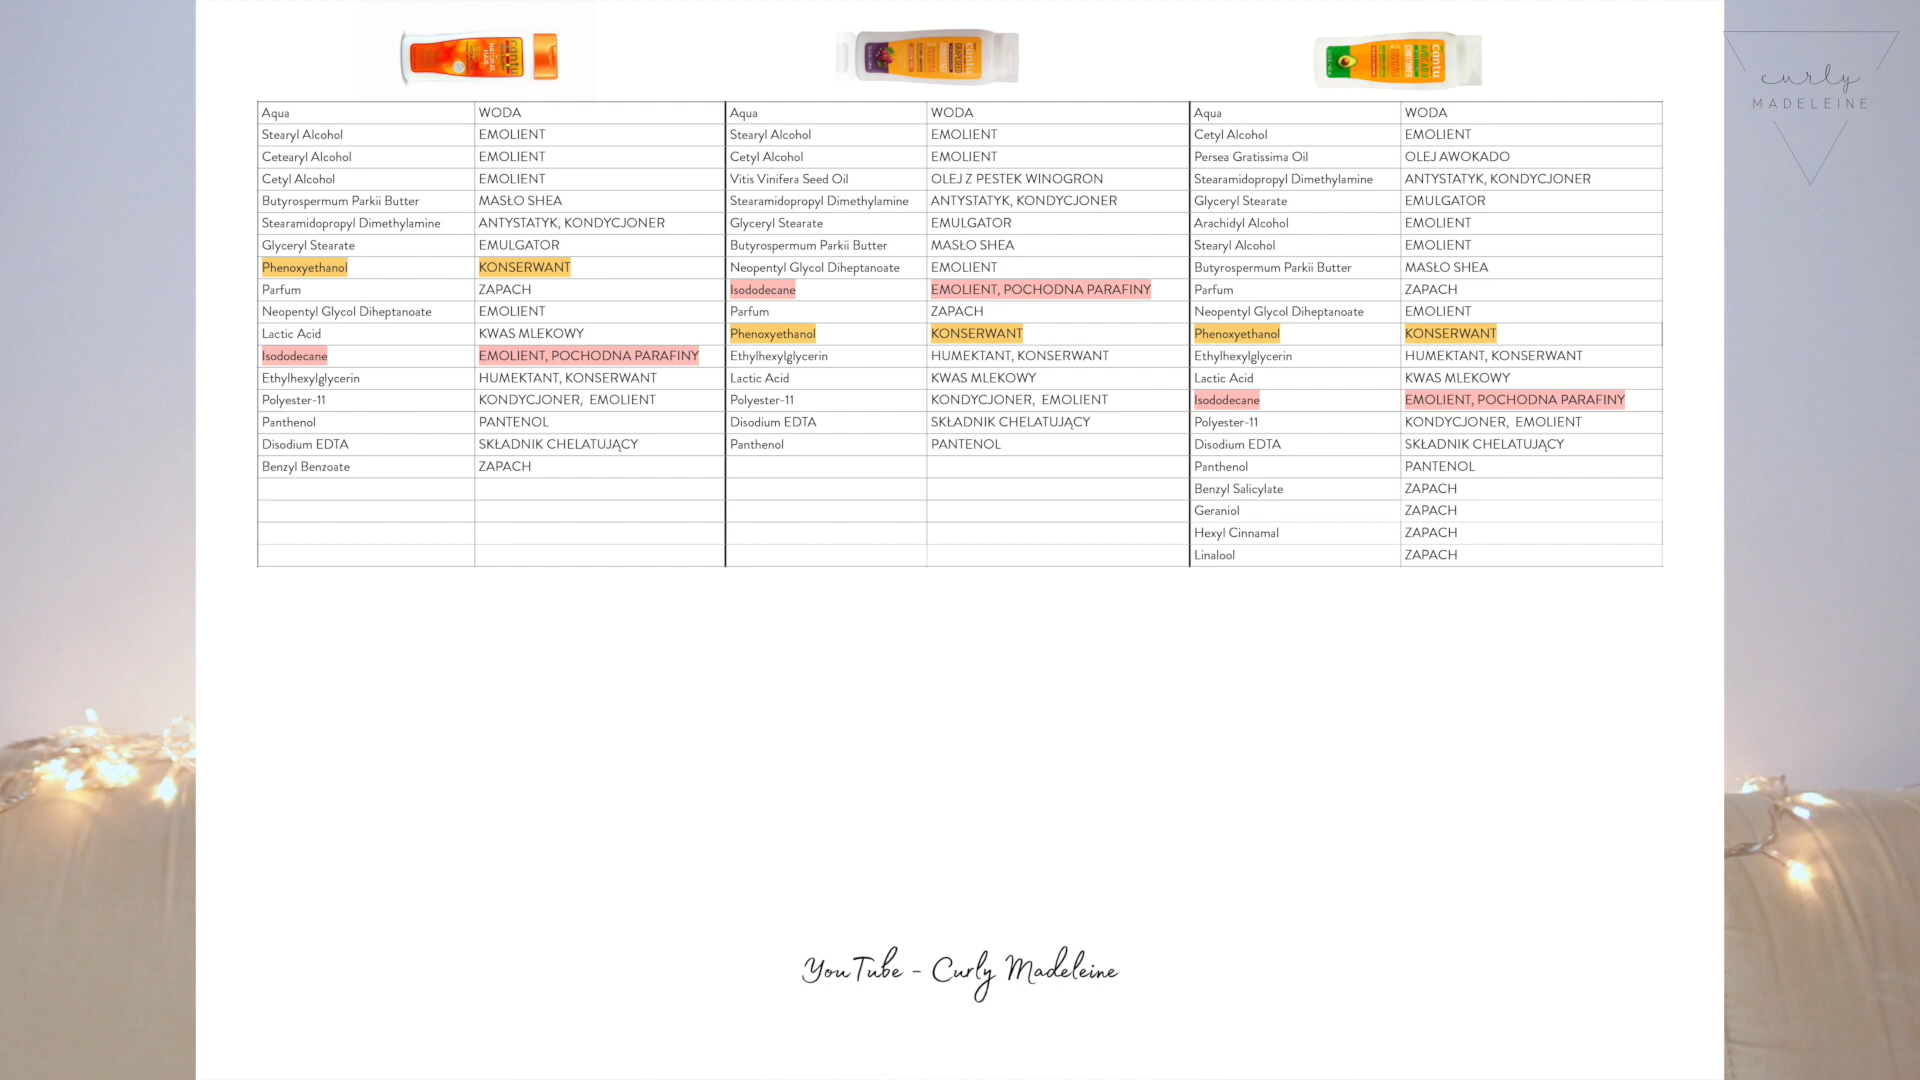 cantu
NATURAL HAIR
cantu
GRAPESEED
cantu
AVOCADO
CONDITIONER
curly
MADELEINE
Aqua WODA Aqua WODA Aqua WODA
Stearyl Alcohol EMOLIENT Stearyl Alcohol EMOLIENT Cetyl Alcohol EMOLIENT
Cetearyl Alcohol EMOLIENT Cetyl Alcohol EMOLIENT Persea Gratissima Oil OLEJ AWOKADO
Cetyl Alcohol EMOLIENT Vitis Vinifera Seed Oil OLEJ Z PESTEK WINOGRON Stearamidopropyl Dimethylamine ANTYSTATYK, KONDYCJONER
Butyrospermum Parkii Butter MASŁO SHEA Stearamidopropyl Dimethylamine ANTYSTATYK, KONDYCJONER Glyceryl Stearate EMULGATOR
Stearamidopropyl Dimethylamine ANTYSTATYK, KONDYCJONER Glyceryl Stearate EMULGATOR Arachidyl Alcohol EMOLIENT
Glyceryl Stearate EMULGATOR Butyrospermum Parkii Butter MASŁO SHEA Stearyl Alcohol EMOLIENT
Phenoxyethanol KONSERWANT Neopentyl Glycol Diheptanoate EMOLIENT Butyrospermum Parkii Butter MASŁO SHEA
Parfum ZAPACH Isododecane EMOLIENT, POCHODNA PARAFINY Parfum ZAPACH
Neopentyl Glycol Diheptanoate EMOLIENT Parfum ZAPACH Neopentyl Glycol Diheptanoate EMOLIENT
Lactic Acid KWAS MLEKOWY Phenoxyethanol KONSERWANT Phenoxyethanol KONSERWANT
Isododecane EMOLIENT, POCHODNA PARAFINY Ethylhexylglycerin HUMEKTANT, KONSERWANT Ethylhexylglycerin HUMEKTANT, KONSERWANT
Ethylhexylglycerin HUMEKTANT, KONSERWANT Lactic Acid KWAS MLEKOWY Lactic Acid KWAS MLEKOWY
Polyester-11 KONDYCJONER, EMOLIENT Polyester-11 KONDYCJONER, EMOLIENT Isododecane EMOLIENT, POCHODNA PARAFINY
Panthenol PANTENOL Disodium EDTA SKŁADNIK CHELATUJĄCY Polyester-11 KONDYCJONER, EMOLIENT
Disodium EDTA SKŁADNIK CHELATUJĄCY Panthenol PANTENOL Disodium EDTA SKŁADNIK CHELATUJĄCY
Benzyl Benzoate ZAPACH Panthenol PANTENOL
Benzyl Salicylate ZAPACH
Geraniol ZAPACH
Hexyl Cinnamal ZAPACH
Linalool ZAPACH
YouTube - Curly Madeleine